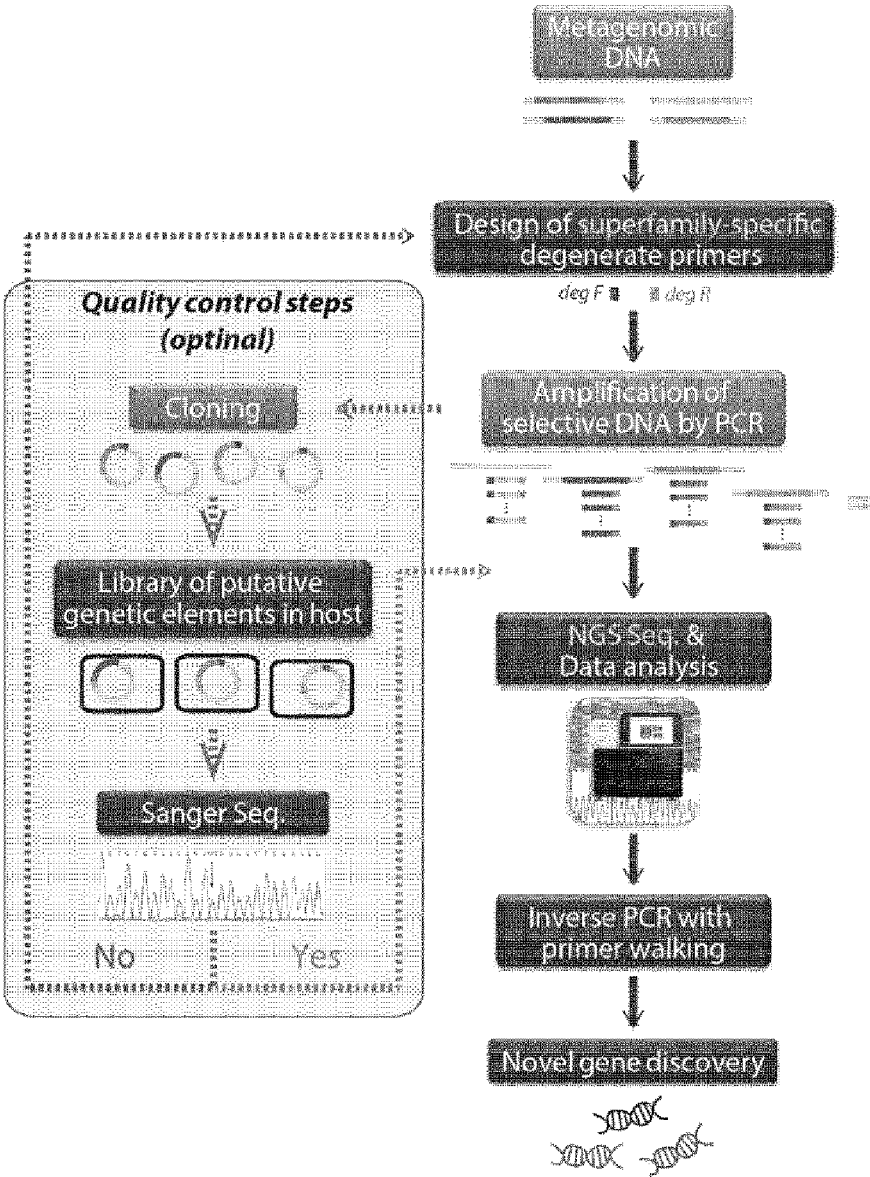 Metagenomic
DNA
Design of superfamily-specific
degenerate primers
deg F deg R
Quality control steps
(optinal)
Cloning
Amplification of
selective DNA by PCR
Library of putative
genetic elements in host
NGS Seq. &
Data analysis
Sanger Seq.
No Yes
Inverse PCR with
primer walking
Novel gene discovery